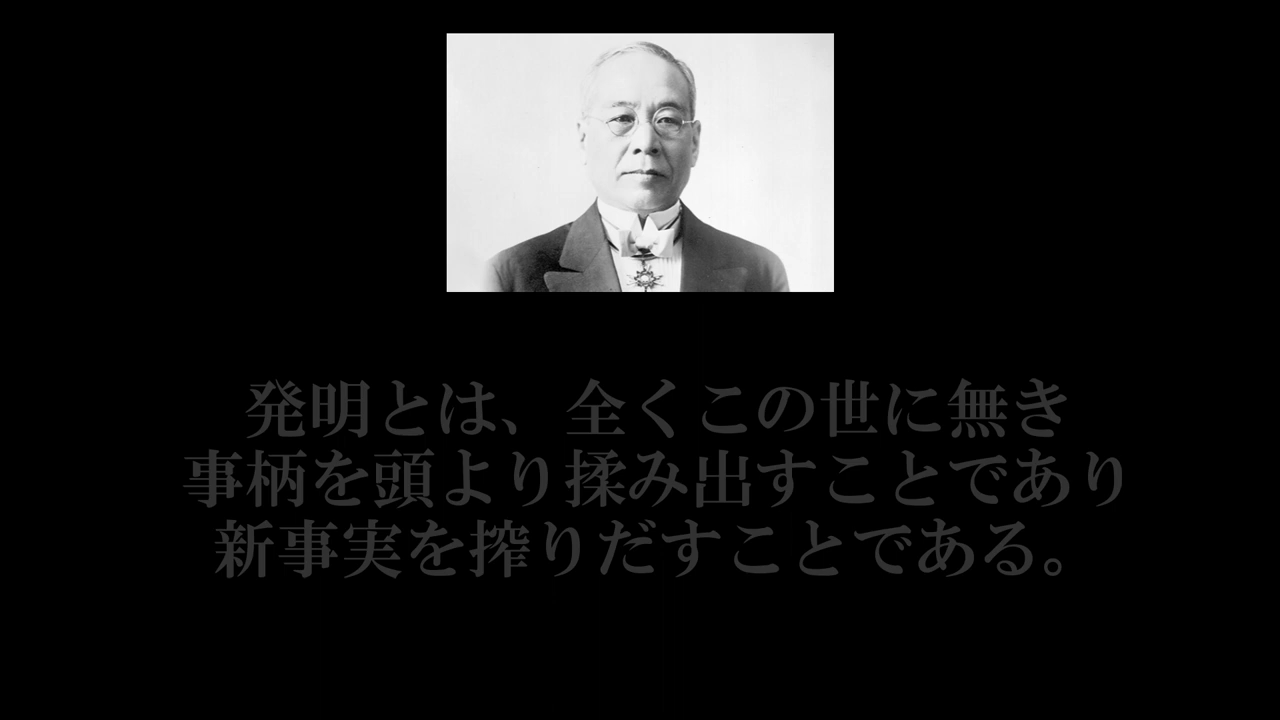 発明とは、全くこの世に無き
事柄を頭より揉み出すことであり
新事実を搾りだすことである。